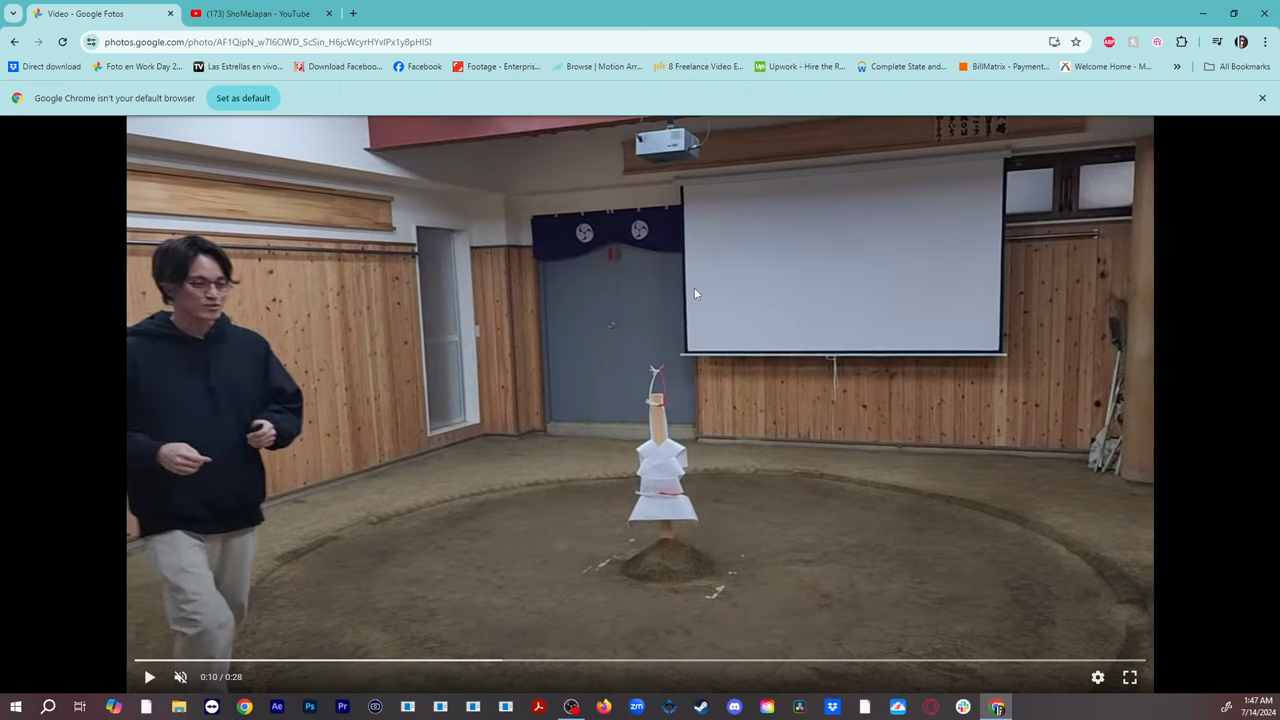 Video - Google Fotos
(173) ShoMeJapan - YouTube
photos.google.com/photo/AF1QipN_w7l6OWD_ScSin_H6jcWcyrHYvlPx1y8pHISI
Direct download
Foto en Work Day 2...
Las Estrellas en vivo...
Download Faceboo...
Facebook
Footage - Enterpris...
Browse | Motion Arr...
8 Freelance Video E...
Upwork - Hire the R...
Complete State and...
BillMatrix - Payment...
Welcome Home - M...
»
All Bookmarks
Google Chrome isn't your default browser
Set as default
0:10 / 0:28
1:47 AM
7/14/2024